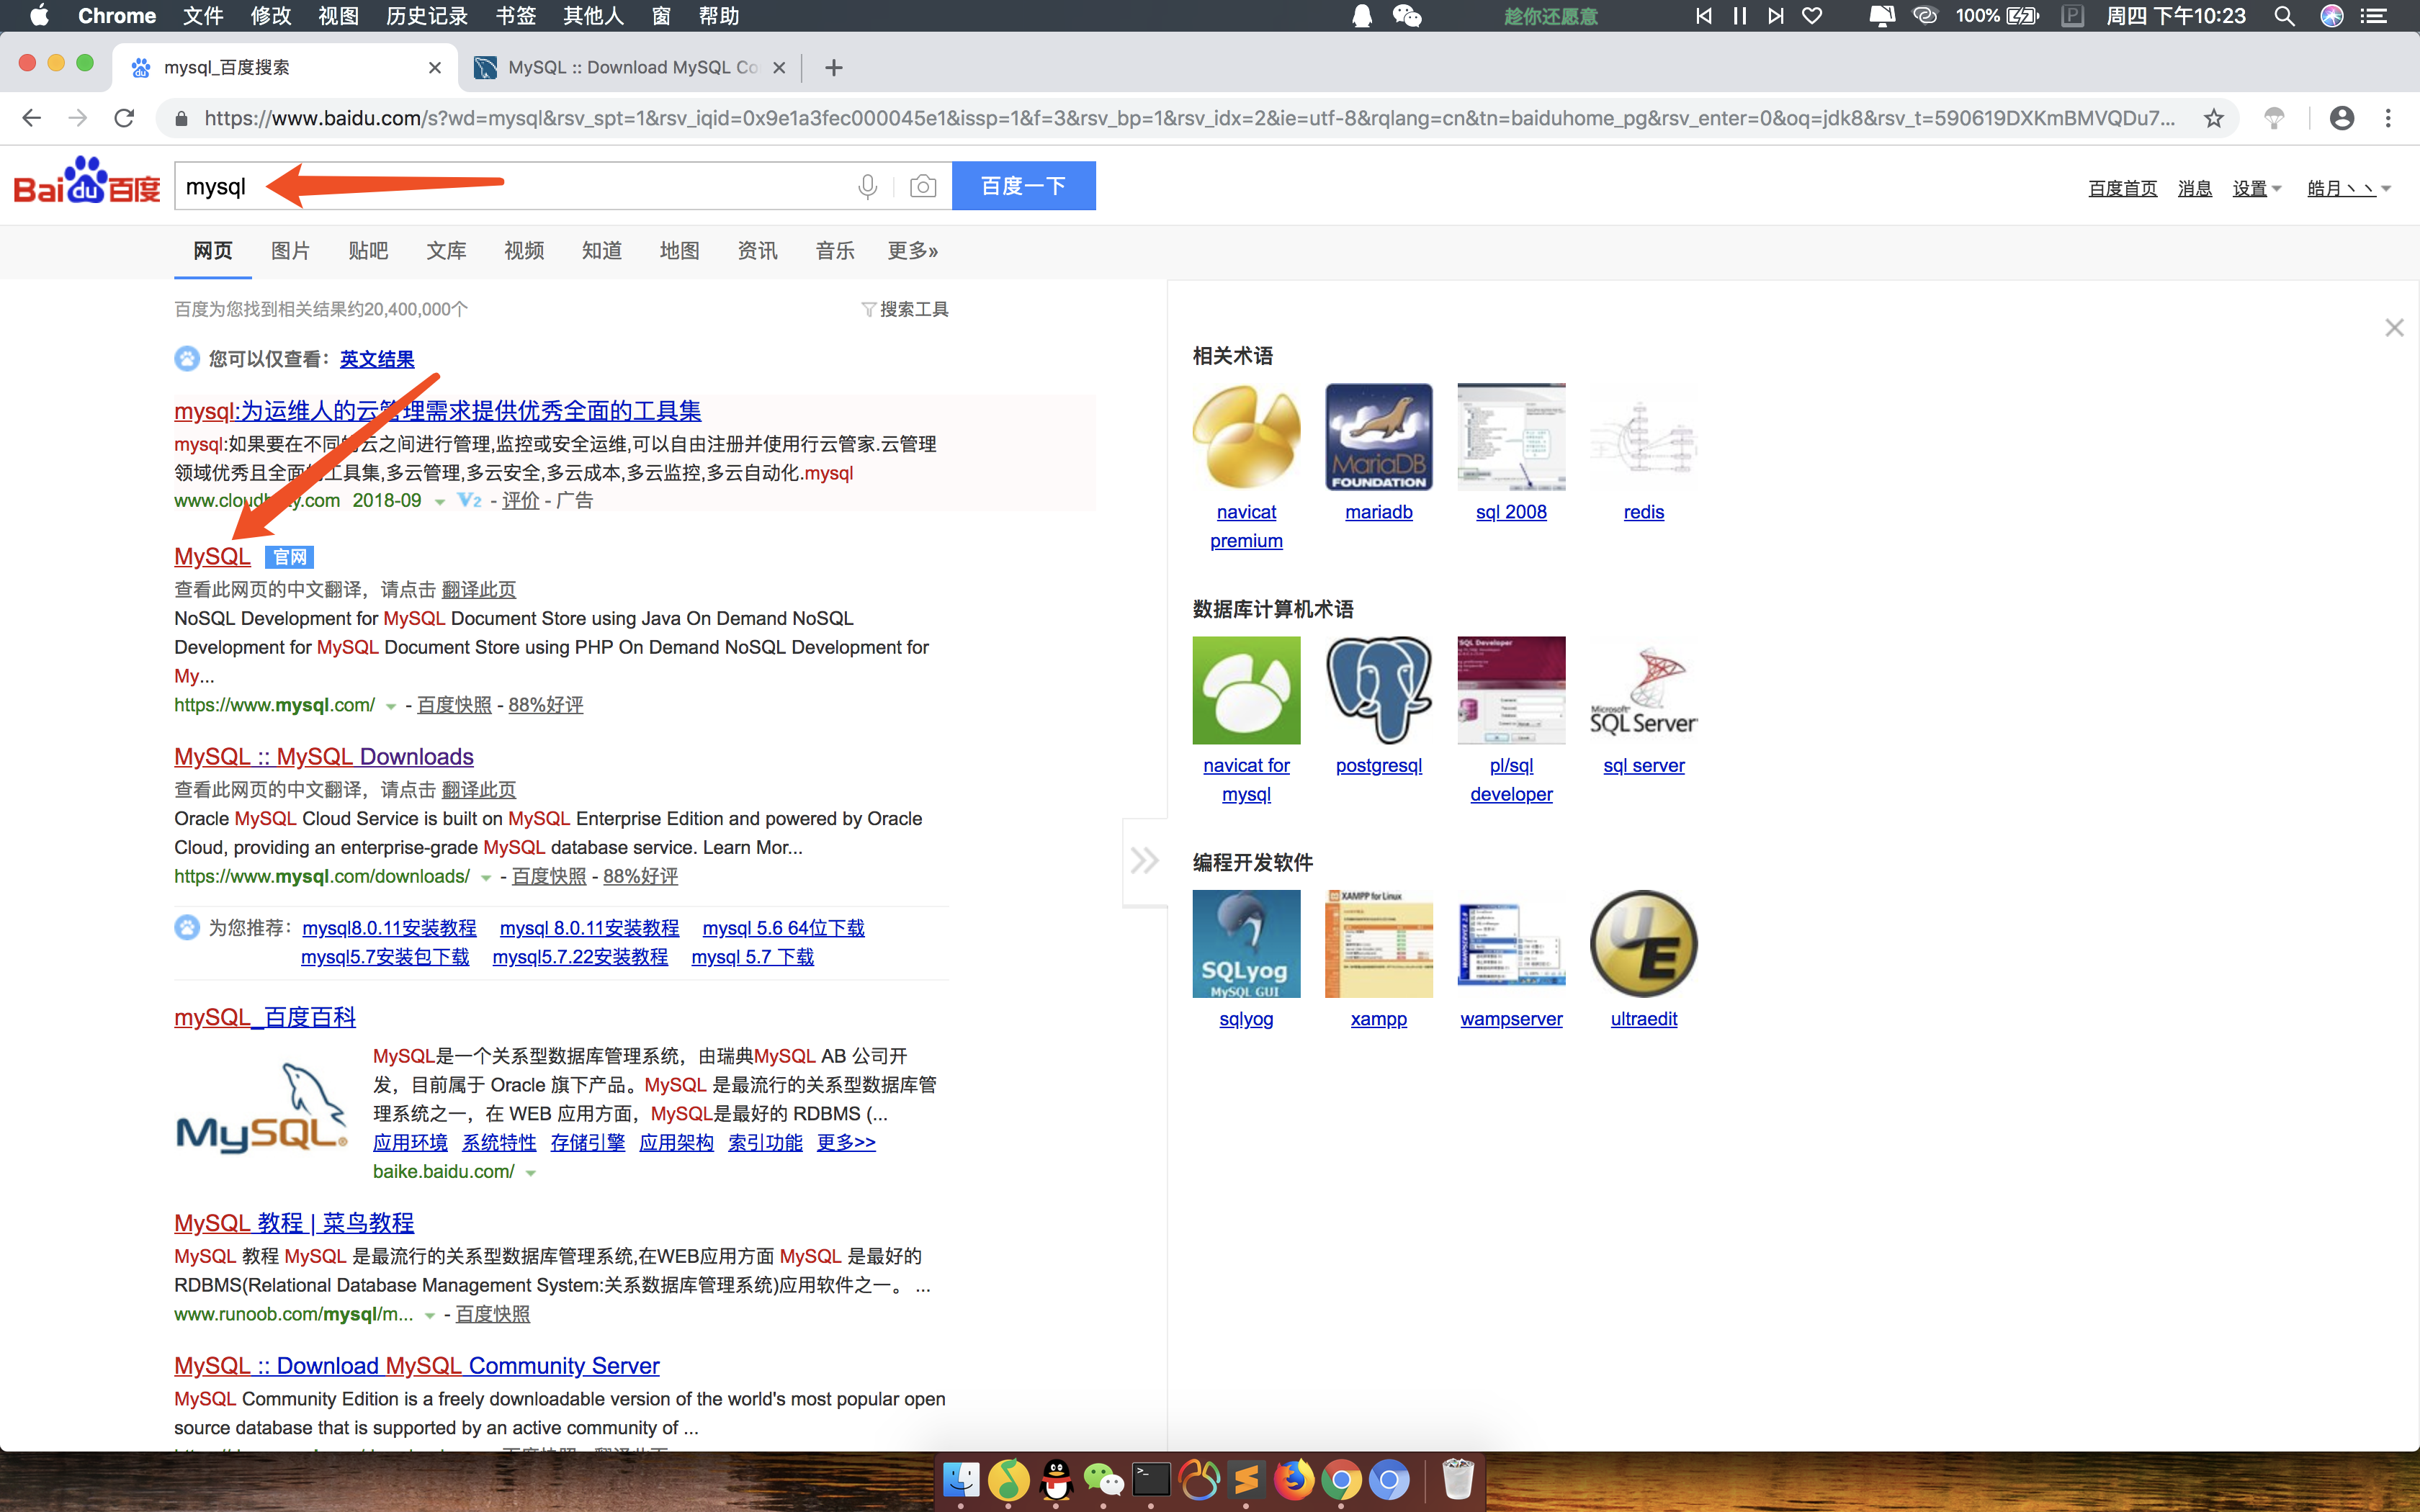 Chrome 文件 修改 视图 历史记录 书签 其他人 窗 帮助 趁你还愿意 100% 周四 下午10:23
mysql_百度搜索 MySQL :: Download MySQL Co
https://www.baidu.com/s?wd=mysql&rsv_spt=1&rsv_iqid=0x9e1a3fec000045e1&issp=1&f=3&rsv_bp=1&rsv_idx=2&ie=utf-8&rqlang=cn&tn=baiduhome_pg&rsv_enter=0&oq=jdk8&rsv_t=590619DXKmBMVQDu7...
Bai du 百度 mysql 百度一下 百度首页 消息 设置 皓月丶丶
网页 图片 贴吧 文库 视频 知道 地图 资讯 音乐 更多»
百度为您找到相关结果约20,400,000个 搜索工具
您可以仅查看：英文结果
mysql:为运维人的云管理需求提供优秀全面的工具集
mysql:如果要在不同的云之间进行管理,监控或安全运维,可以自由注册并使用行云管家.云管理
领域优秀且全面的工具集,多云管理,多云安全,多云成本,多云监控,多云自动化.mysql
2018-09 V2 - 评价 - 广告
MySQL 官网
查看此网页的中文翻译，请点击 翻译此页
NoSQL Development for MySQL Document Store using Java On Demand NoSQL
Development for MySQL Document Store using PHP On Demand NoSQL Development for
My...
https://www.mysql.com/ - 百度快照 - 88%好评
MySQL :: MySQL Downloads
查看此网页的中文翻译，请点击 翻译此页
Oracle MySQL Cloud Service is built on MySQL Enterprise Edition and powered by Oracle
Cloud, providing an enterprise-grade MySQL database service. Learn Mor...
https://www.mysql.com/downloads/ - 百度快照 - 88%好评
为您推荐： mysql8.0.11安装教程 mysql 8.0.11安装教程 mysql 5.6 64位下载
mysql5.7安装包下载 mysql5.7.22安装教程 mysql 5.7 下载
mySQL_百度百科
MySQL
MySQL是一个关系型数据库管理系统，由瑞典MySQL AB 公司开
发，目前属于 Oracle 旗下产品。MySQL 是最流行的关系型数据库管
理系统之一，在 WEB 应用方面，MySQL是最好的 RDBMS (...
应用环境 系统特性 存储引擎 应用架构 索引功能 更多>>
baike.baidu.com/
MySQL 教程 | 菜鸟教程
MySQL 教程 MySQL 是最流行的关系型数据库管理系统,在WEB应用方面 MySQL 是最好的
RDBMS(Relational Database Management System:关系数据库管理系统)应用软件之一。 ...
www.runoob.com/mysql/m... - 百度快照
MySQL :: Download MySQL Community Server
MySQL Community Edition is a freely downloadable version of the world's most popular open
source database that is supported by an active community of ...
相关术语
MariaDB
FOUNDATION
navicat premium
mariadb
sql 2008
redis
数据库计算机术语
Microsoft SQL Server
navicat for mysql
postgresql
pl/sql developer
sql server
编程开发软件
SQLyog
MySQL GUI
XAMPP for Linux
UE
sqlyog
xampp
wampserver
ultraedit